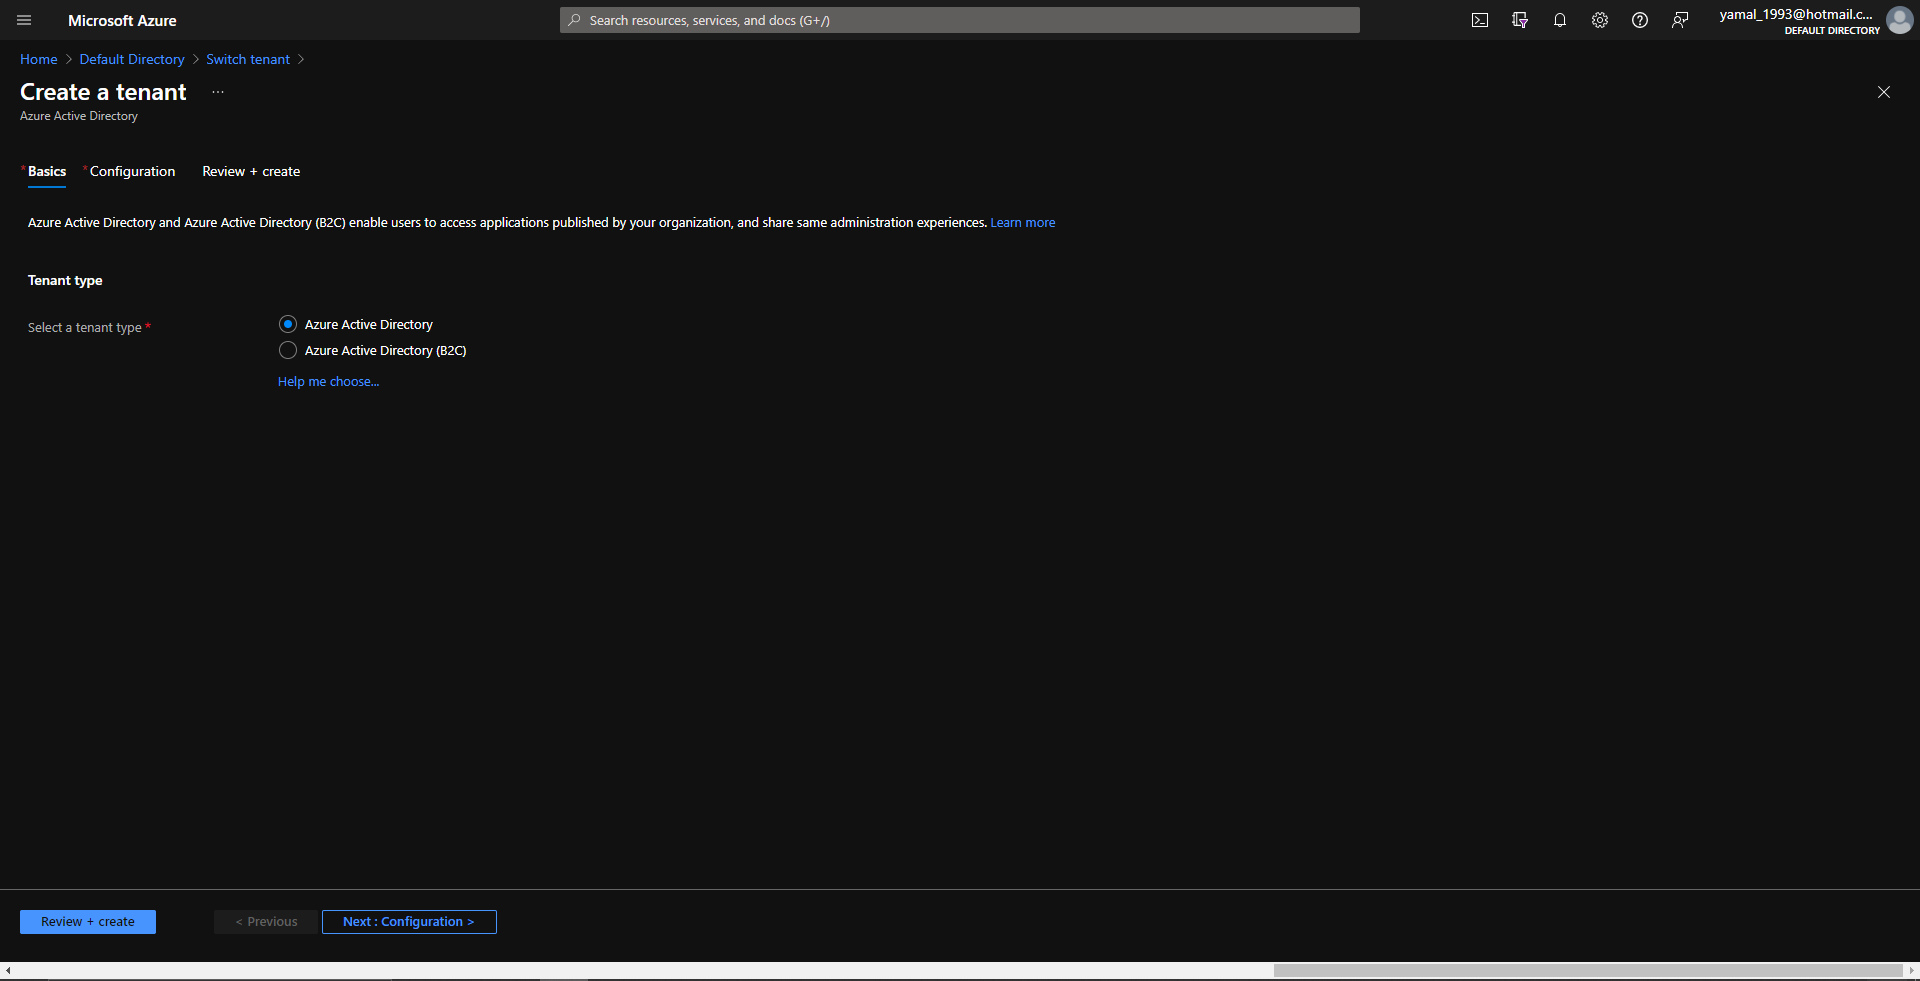 Microsoft Azure
Search resources, services, and docs (G+/)
yamal_1993@hotmail.c...
DEFAULT DIRECTORY
Home > Default Directory > Switch tenant >
Create a tenant ...
Azure Active Directory
* Basics * Configuration Review + create
Azure Active Directory and Azure Active Directory (B2C) enable users to access applications published by your organization, and share same administration experiences. Learn more
Tenant type
Select a tenant type *
Azure Active Directory
Azure Active Directory (B2C)
Help me choose...
Review + create < Previous Next : Configuration >